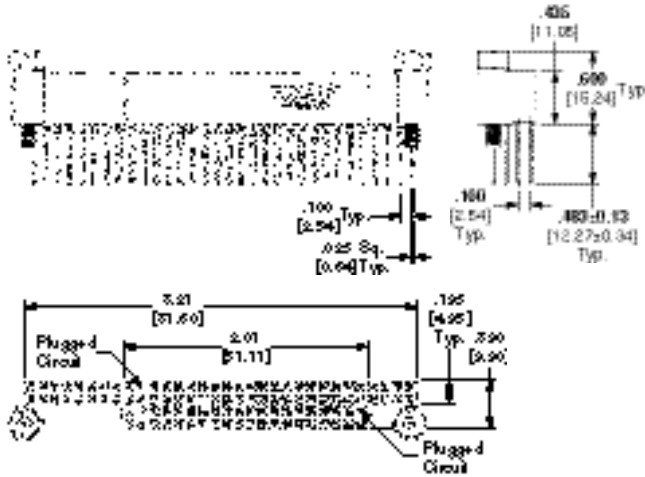 .435
[11.05]
.600
[15.24] Typ.
.100
[2.54]
Typ.
.483±0.13
[12.27±0.34]
Typ.
.100 Typ.
[2.54]
.025 Sq.
[0.64] Typ.
3.21
[81.60]
.195
[4.95]
Typ.
.390
[9.90]
Plugged
Circuit
2.01
[51.11]
Plugged
Circuit